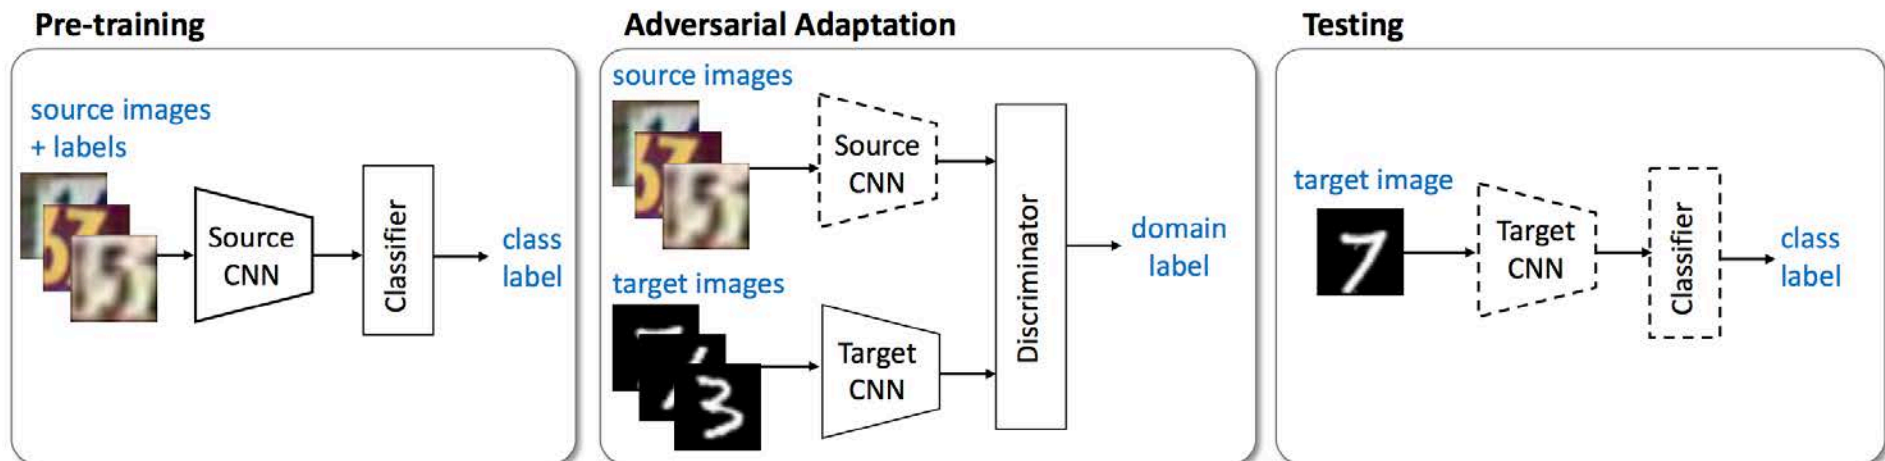 Pre-training
source images
+ labels
Source
CNN
Classifier
class
label
Adversarial Adaptation
source images
Source
CNN
target images
Target
CNN
Discriminator
domain
label
Testing
target image
7
Target
CNN
Classifier
class
label